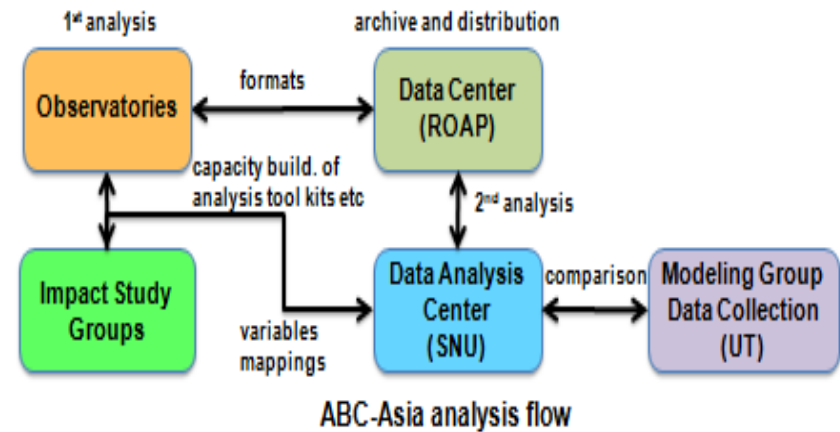 1st analysis
archive and distribution
Observatories
formats
Data Center
(ROAP)
capacity build. of
analysis tool kits etc
2nd analysis
Impact Study
Groups
variables
mappings
Data Analysis
Center
(SNU)
comparison
Modeling Group
Data Collection
(UT)
ABC-Asia analysis flow